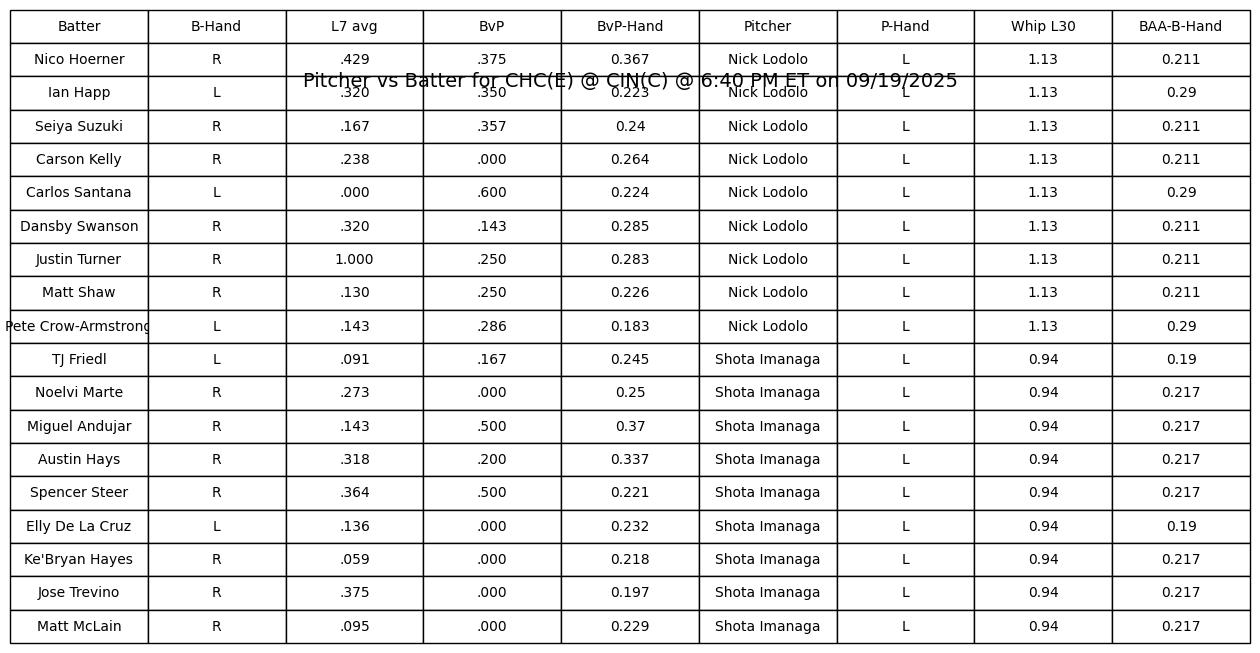 Batter B-Hand L7 avg BvP BvP-Hand Pitcher P-Hand Whip L30 BAA-B-Hand
Nico Hoerner R .429 .375 0.367 Nick Lodolo L 1.13 0.211
Pitcher vs Batter for CHC(E) @ CIN(C) @ 6:40 PM ET on 09/19/2025
Ian Happ L .320 .350 0.223 Nick Lodolo L 1.13 0.29
Seiya Suzuki R .167 .357 0.24 Nick Lodolo L 1.13 0.211
Carson Kelly R .238 .000 0.264 Nick Lodolo L 1.13 0.211
Carlos Santana L .000 .600 0.224 Nick Lodolo L 1.13 0.29
Dansby Swanson R .320 .143 0.285 Nick Lodolo L 1.13 0.211
Justin Turner R 1.000 .250 0.283 Nick Lodolo L 1.13 0.211
Matt Shaw R .130 .250 0.226 Nick Lodolo L 1.13 0.211
Pete Crow-Armstrong L .143 .286 0.183 Nick Lodolo L 1.13 0.29
TJ Friedl L .091 .167 0.245 Shota Imanaga L 0.94 0.19
Noelvi Marte R .273 .000 0.25 Shota Imanaga L 0.94 0.217
Miguel Andujar R .143 .500 0.37 Shota Imanaga L 0.94 0.217
Austin Hays R .318 .200 0.337 Shota Imanaga L 0.94 0.217
Spencer Steer R .364 .500 0.221 Shota Imanaga L 0.94 0.217
Elly De La Cruz L .136 .000 0.232 Shota Imanaga L 0.94 0.19
Ke'Bryan Hayes R .059 .000 0.218 Shota Imanaga L 0.94 0.217
Jose Trevino R .375 .000 0.197 Shota Imanaga L 0.94 0.217
Matt McLain R .095 .000 0.229 Shota Imanaga L 0.94 0.217